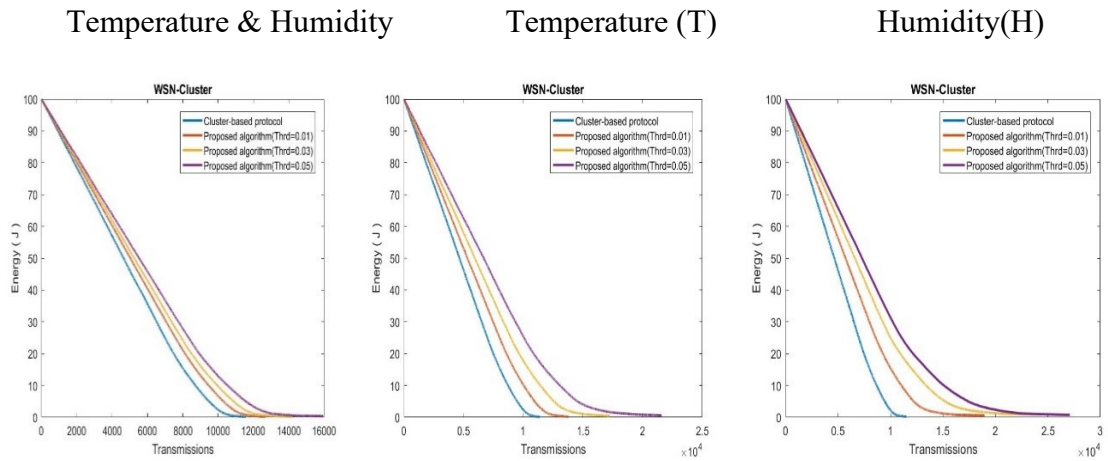 Temperature & Humidity
Temperature (T)
Humidity(H)
WSN-Cluster
Cluster-based protocol
Proposed algorithm(Thrd=0.01)
Proposed algorithm(Thrd=0.03)
Proposed algorithm(Thrd=0.05)
Energy ( J )
100
90
80
70
60
50
40
30
20
10
0
0 2000 4000 6000 8000 10000 12000 14000 16000
Transmissions
WSN-Cluster
Cluster-based protocol
Proposed algorithm(Thrd=0.01)
Proposed algorithm(Thrd=0.03)
Proposed algorithm(Thrd=0.05)
Energy ( J )
100
90
80
70
60
50
40
30
20
10
0
0 0.5 1 1.5 2 2.5
Transmissions ×10⁴
WSN-Cluster
Cluster-based protocol
Proposed algorithm(Thrd=0.01)
Proposed algorithm(Thrd=0.03)
Proposed algorithm(Thrd=0.05)
Energy ( J )
100
90
80
70
60
50
40
30
20
10
0
0 0.5 1 1.5 2 2.5 3
Transmissions ×10⁴